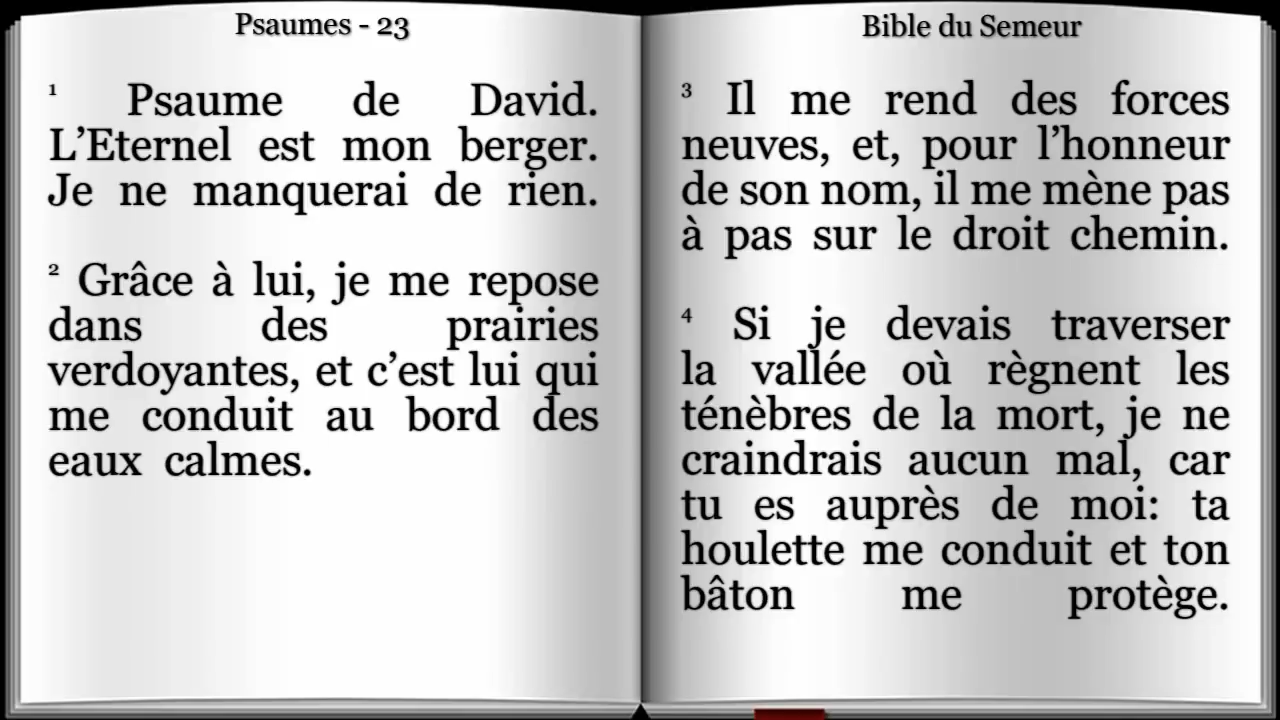 Psaumes - 23
¹ Psaume de David.
L’Eternel est mon berger.
Je ne manquerai de rien.
² Grâce à lui, je me repose
dans des prairies
verdoyantes, et c’est lui qui
me conduit au bord des
eaux calmes.
Bible du Semeur
³ Il me rend des forces
neuves, et, pour l’honneur
de son nom, il me mène pas
à pas sur le droit chemin.
⁴ Si je devais traverser
la vallée où règnent les
ténèbres de la mort, je ne
craindrais aucun mal, car
tu es auprès de moi: ta
houlette me conduit et ton
bâton me protège.